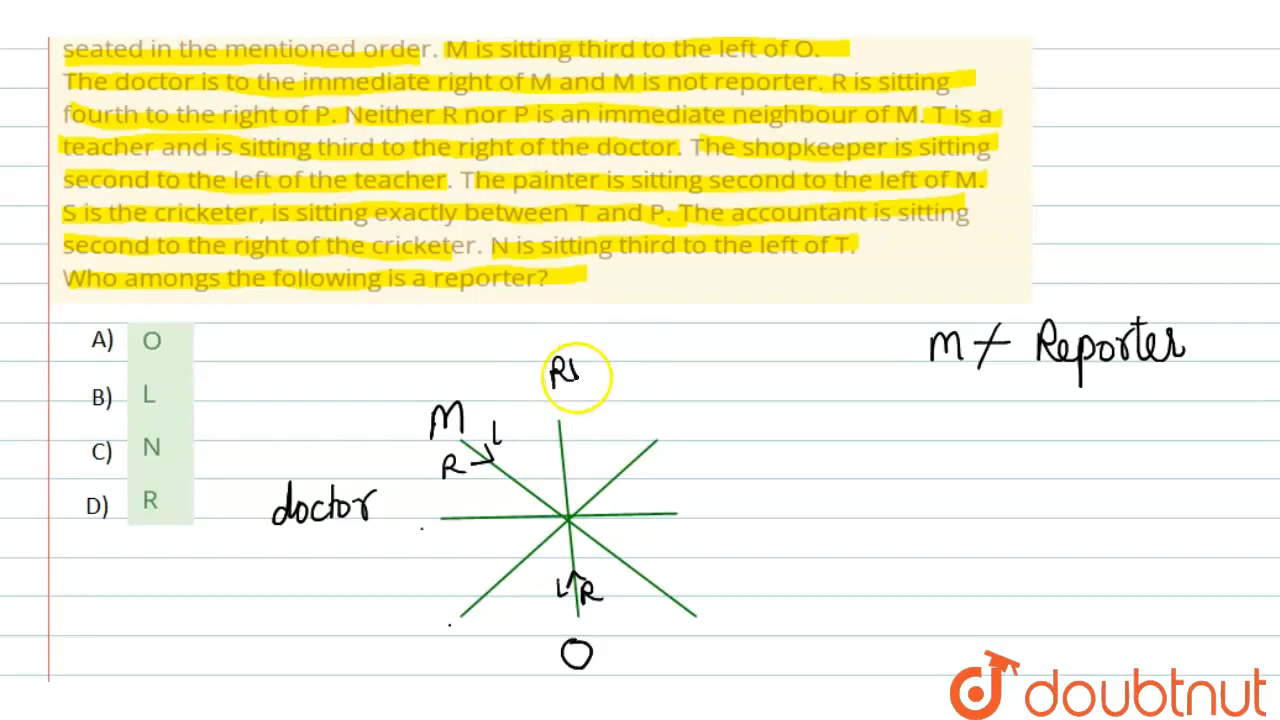 seated in the mentioned order. M is sitting third to the left of O.
The doctor is to the immediate right of M and M is not reporter. R is sitting
fourth to the right of P. Neither R nor P is an immediate neighbour of M. T is a
teacher and is sitting third to the right of the doctor. The shopkeeper is sitting
second to the left of the teacher. The painter is sitting second to the left of M.
S is the cricketer, is sitting exactly between T and P. The accountant is sitting
second to the right of the cricketer. N is sitting third to the left of T.
Who amongs the following is a reporter?
A) O
B) L
C) N
D) R
M ≠ Reporter
M
L
R
doctor
L R
O
doubtnut